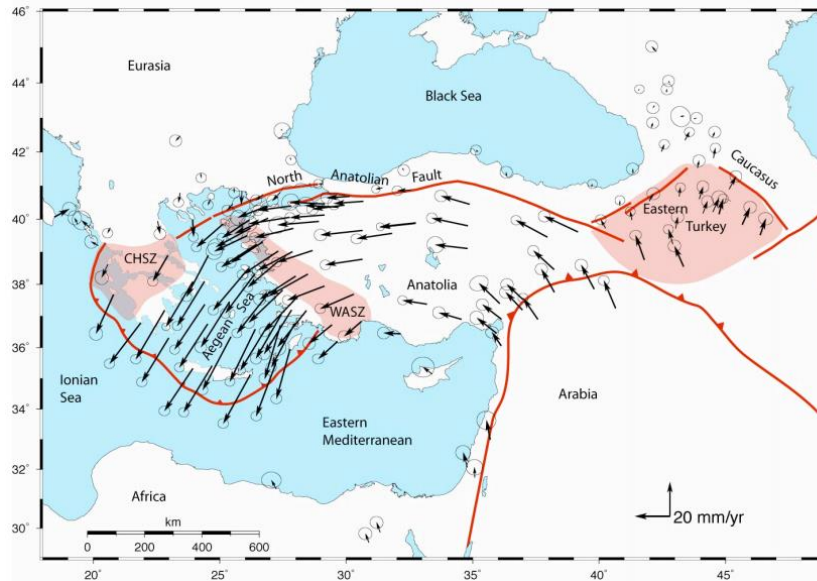 46°
44°
42°
40°
38°
36°
34°
32°
30°
Eurasia
Black Sea
North Anatolian Fault
Caucasus
Eastern
Turkey
CHSZ
Anatolia
Aegean Sea
WASZ
Ionian
Sea
Arabia
Eastern
Mediterranean
Africa
km
0 200 400 600
20 mm/yr
20° 25° 30° 35° 40° 45°